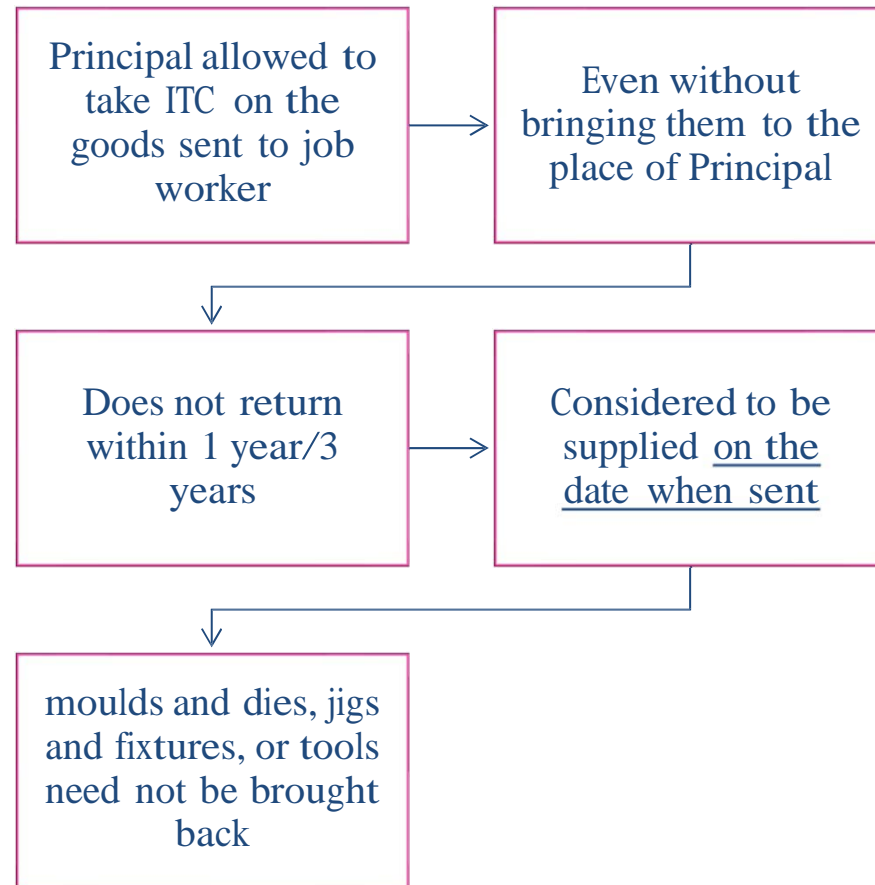 Principal allowed to
take ITC on the
goods sent to job
worker
Even without
bringing them to the
place of Principal
Does not return
within 1 year/3
years
Considered to be
supplied on the
date when sent
moulds and dies, jigs
and fixtures, or tools
need not be brought
back